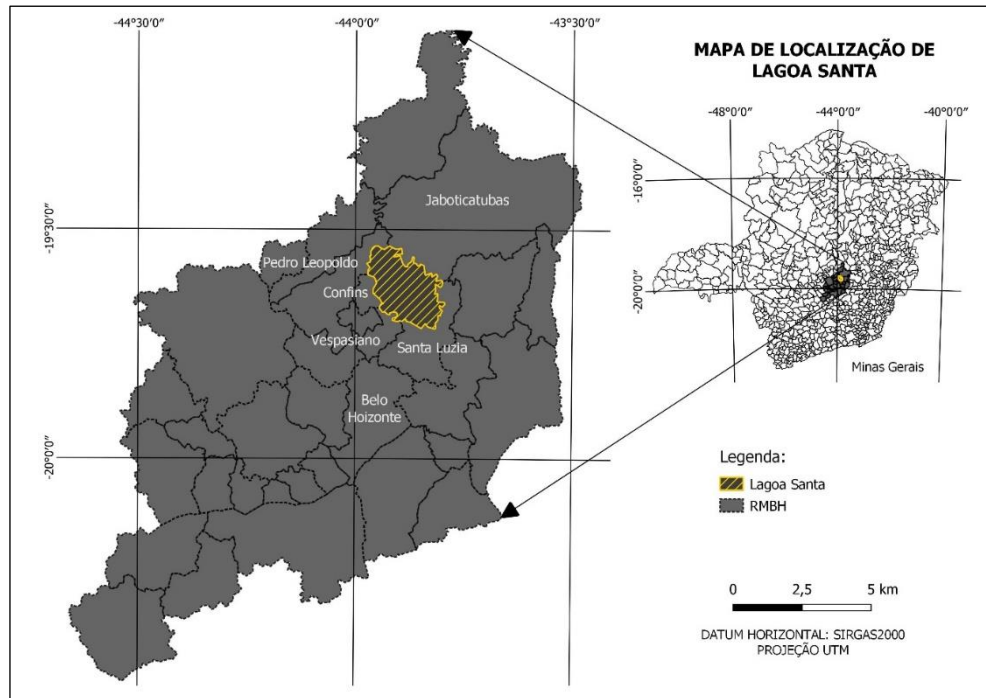 -44°30'0"
-44°0'0"
-43°30'0"
MAPA DE LOCALIZAÇÃO DE
LAGOA SANTA
-48°0'0"
-44°0'0"
-40°0'0"
-16°0'0"
-20°0'0"
Minas Gerais
-19°30'0"
-20°0'0"
Jaboticatubas
Pedro Leopoldo
Confins
Vespasiano
Santa Luzia
Belo
Hoizonte
Legenda:
Lagoa Santa
RMBH
0 2,5 5 km
DATUM HORIZONTAL: SIRGAS2000
PROJEÇÃO UTM